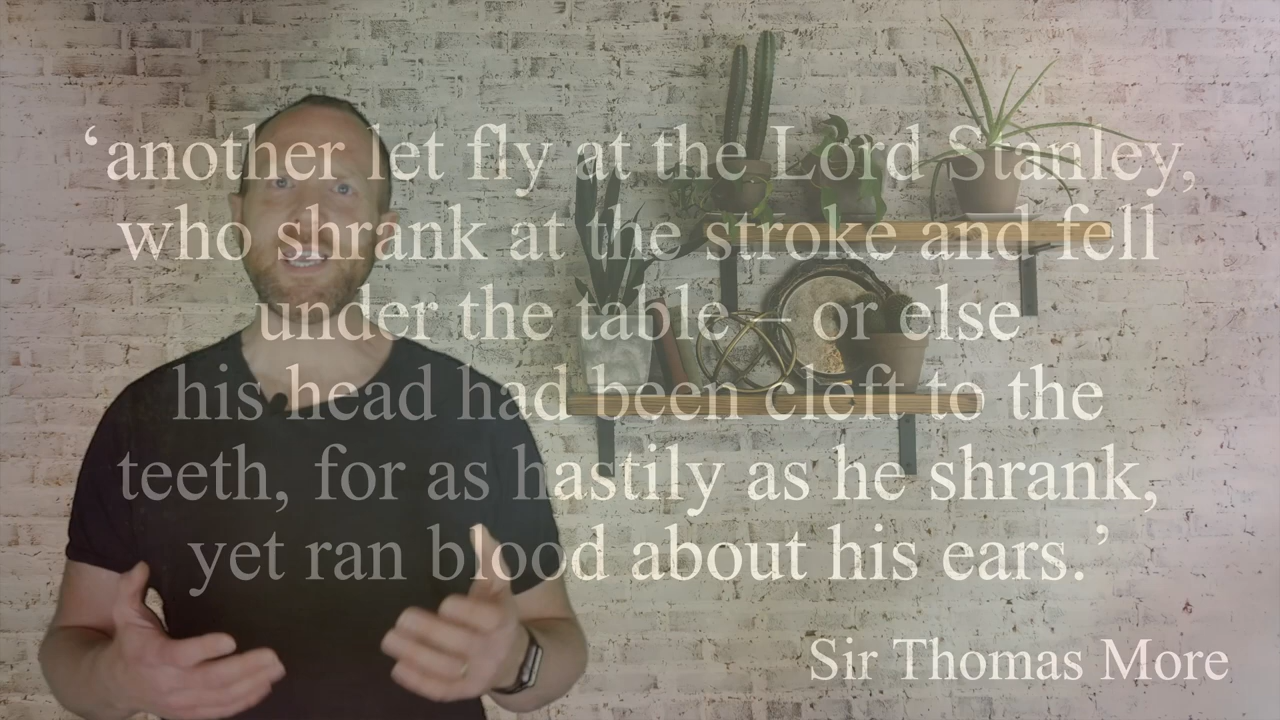 ‘another let fly at the Lord Stanley,
who shrank at the stroke and fell
under the table – or else
his head had been cleft to the
teeth, for as hastily as he shrank,
yet ran blood about his ears.’
Sir Thomas More